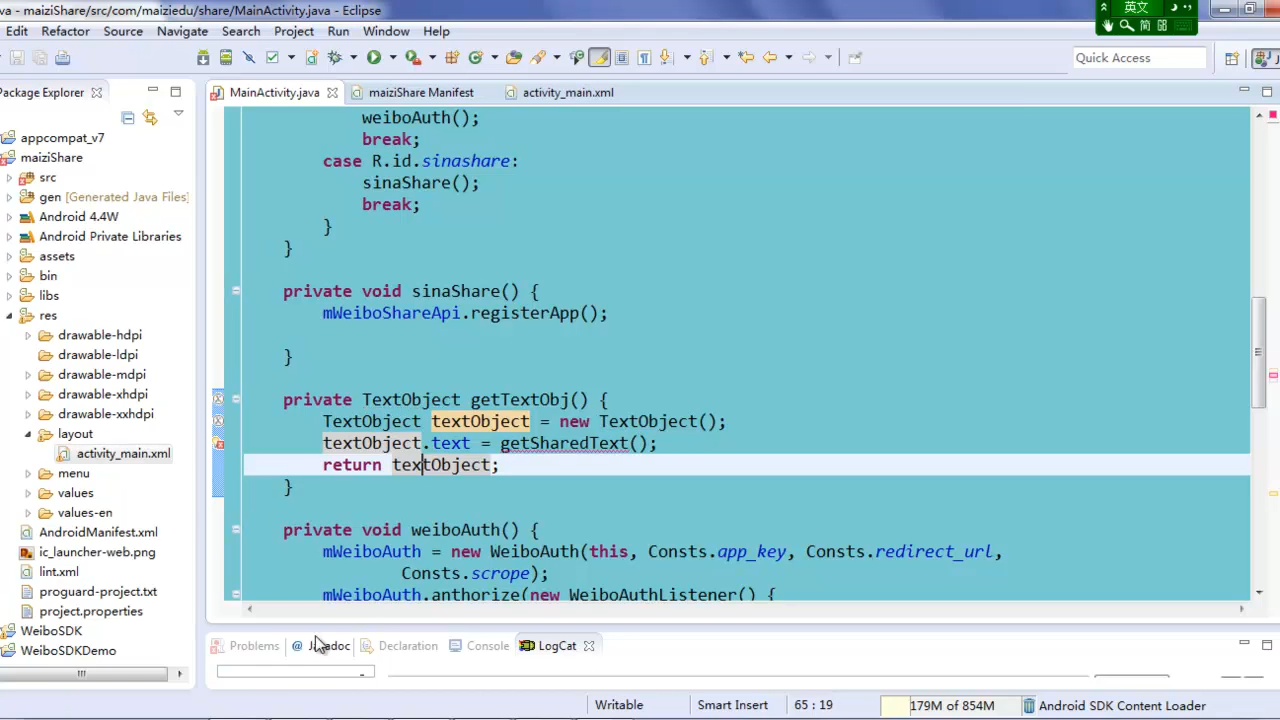 va - maiziShare/src/com/maiziedu/share/MainActivity.java - Eclipse
英文
简
Edit Refactor Source Navigate Search Project Run Window Help
Quick Access
Package Explorer
MainActivity.java maiziShare Manifest activity_main.xml
appcompat_v7
maiziShare
src
gen [Generated Java Files]
Android 4.4W
Android Private Libraries
assets
bin
libs
res
drawable-hdpi
drawable-ldpi
drawable-mdpi
drawable-xhdpi
drawable-xxhdpi
layout
activity_main.xml
menu
values
values-en
AndroidManifest.xml
ic_launcher-web.png
lint.xml
proguard-project.txt
project.properties
WeiboSDK
WeiboSDKDemo
weiboAuth();
break;
case R.id.sinashare:
sinaShare();
break;
}
}
private void sinaShare() {
mWeiboShareApi.registerApp();
}
private TextObject getTextObj() {
TextObject textObject = new TextObject();
textObject.text = getSharedText();
return textObject;
}
private void weiboAuth() {
mWeiboAuth = new WeiboAuth(this, Consts.app_key, Consts.redirect_url,
Consts.scrope);
mWeiboAuth.anthorize(new WeiboAuthListener() {
Problems @ Javadoc Declaration Console LogCat
Writable Smart Insert 65 : 19 179M of 854M Android SDK Content Loader